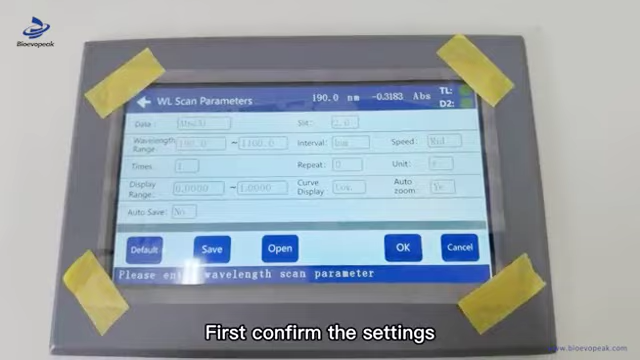 Bioevopeak
WL Scan Parameters 190.0 nm -0.3183 Abs TL:
D2:
Data: Slit: 2.0
Wavelength Range: 190.0 ~ 1100.0 Interval: Speed: Mid
Times: 1 Repeat: 0 Unit:
Display Range: 0.0000 ~ 1.0000 Curve Display Auto zoom: Ye
Auto Save: No
Default Save Open OK Cancel
Please wavelength scan parameter
First confirm the settings
www.bioevopeak.com